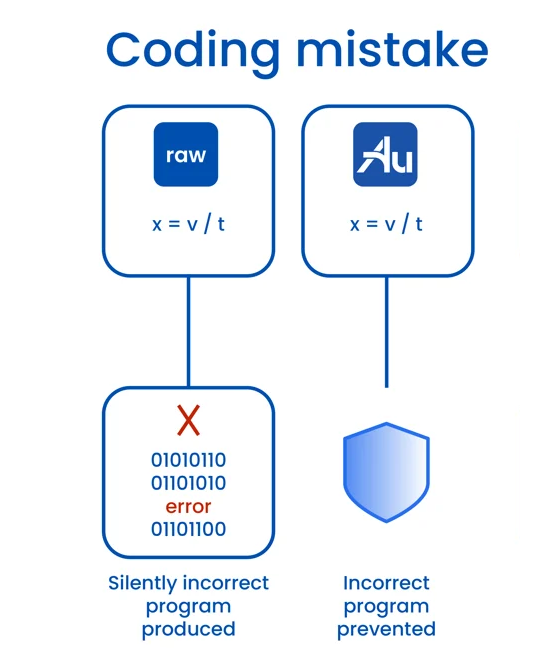 Coding mistake
raw
Au
x = v / t
x = v / t
X
01010110
01101010
error
01101100
Silently incorrect
program
produced
Incorrect
program
prevented